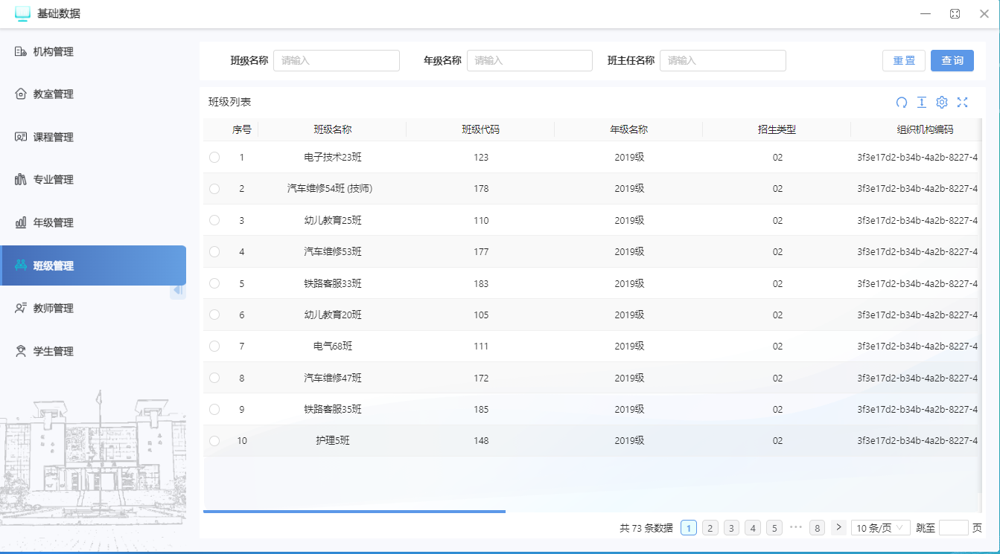 基础数据
机构管理
教室管理
课程管理
专业管理
年级管理
班级管理
教师管理
学生管理
班级名称 请输入 年级名称 请输入 班主任名称 请输入 重置 查询
班级列表
序号 班级名称 班级代码 年级名称 招生类型 组织机构编码
1 电子技术23班 123 2019级 02 3f3e17d2-b34b-4a2b-8227-4
2 汽车维修54班 (技师) 178 2019级 02 3f3e17d2-b34b-4a2b-8227-4
3 幼儿教育25班 110 2019级 02 3f3e17d2-b34b-4a2b-8227-4
4 汽车维修53班 177 2019级 02 3f3e17d2-b34b-4a2b-8227-4
5 铁路客服33班 183 2019级 02 3f3e17d2-b34b-4a2b-8227-4
6 幼儿教育20班 105 2019级 02 3f3e17d2-b34b-4a2b-8227-4
7 电气68班 111 2019级 02 3f3e17d2-b34b-4a2b-8227-4
8 汽车维修47班 172 2019级 02 3f3e17d2-b34b-4a2b-8227-4
9 铁路客服35班 185 2019级 02 3f3e17d2-b34b-4a2b-8227-4
10 护理5班 148 2019级 02 3f3e17d2-b34b-4a2b-8227-4
共 73 条数据 1 2 3 4 5 ••• 8 > 10 条/页 跳至 页